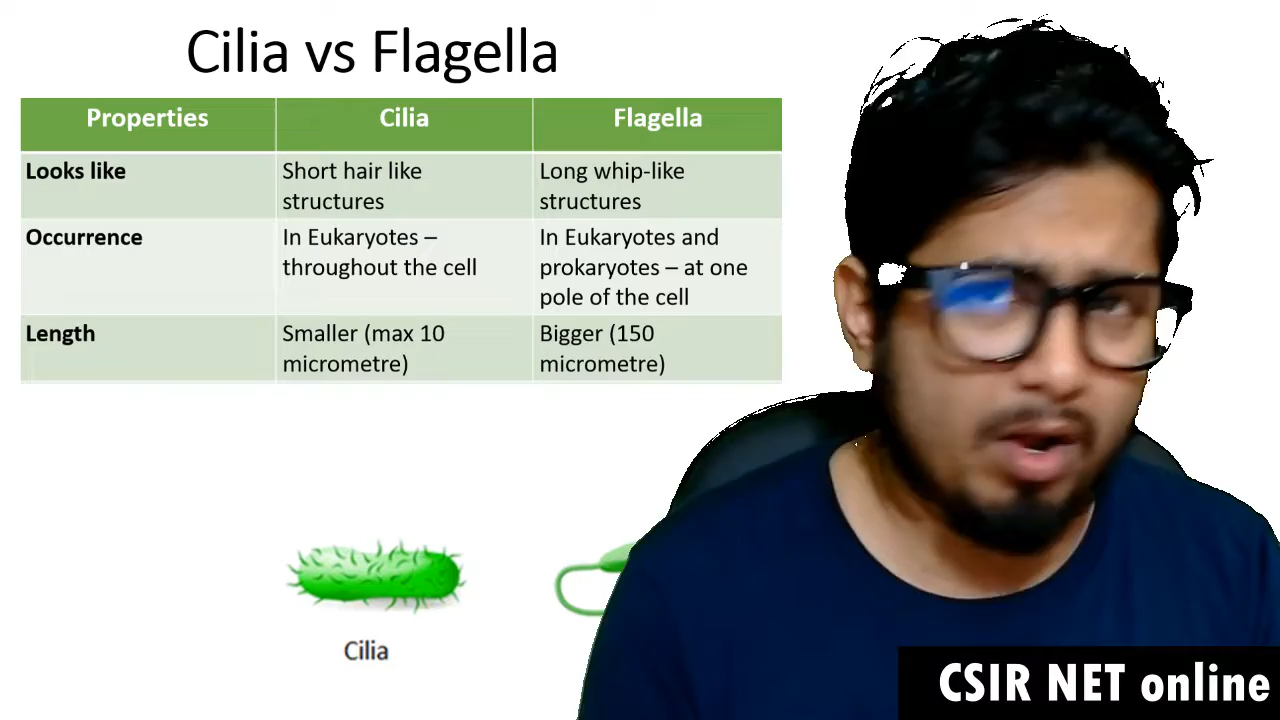 Cilia vs Flagella
Properties Cilia Flagella
Looks like Short hair like Long whip-like
structures structures
Occurrence In Eukaryotes – In Eukaryotes and
throughout the cell prokaryotes – at one
pole of the cell
Length Smaller (max 10 Bigger (150
micrometre) micrometre)
Cilia
CSIR NET online